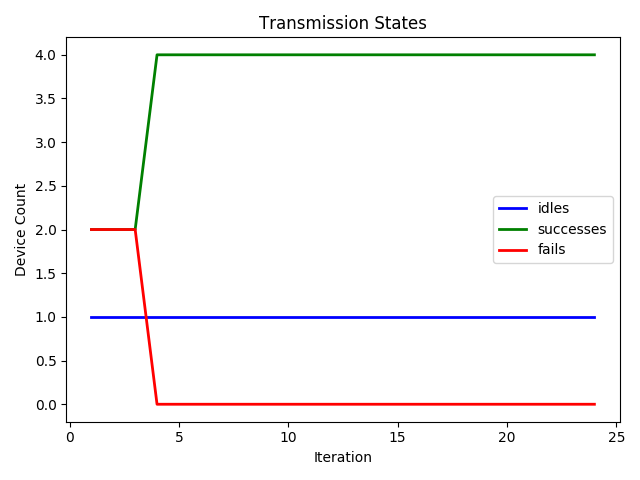 Transmission States
Device Count
4.0
3.5
3.0
2.5
2.0
1.5
1.0
0.5
0.0
idles
successes
fails
0 5 10 15 20 25
Iteration